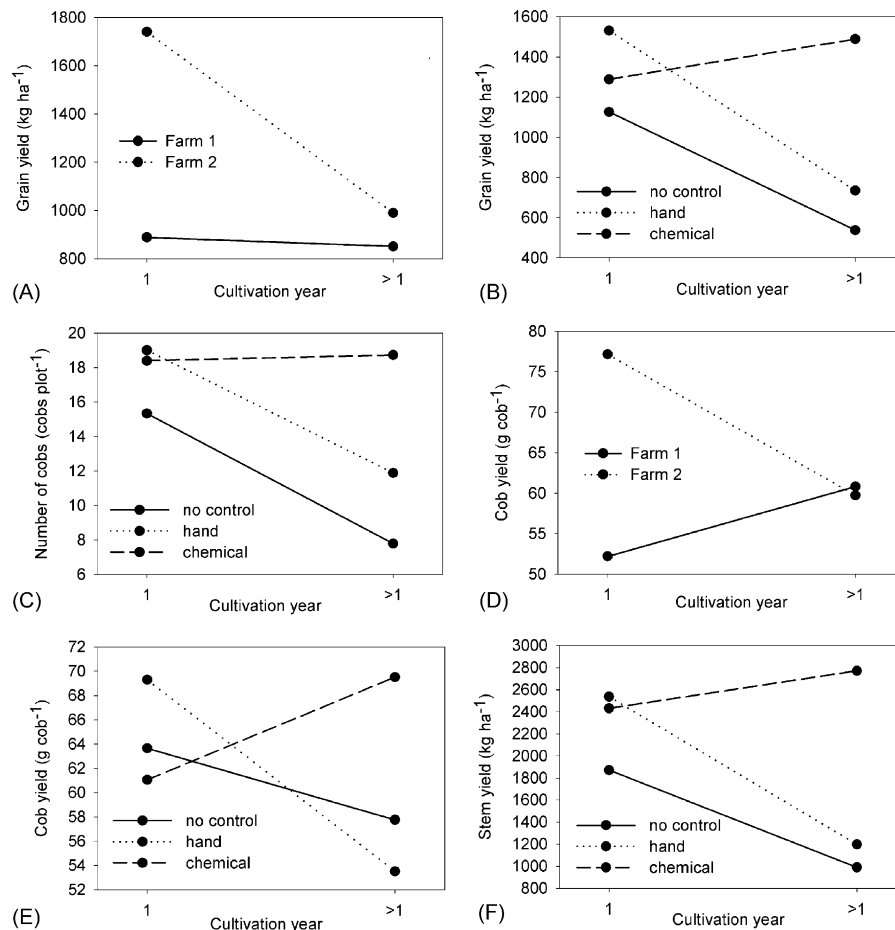 1800
1600
1400
1200
1000
800
Grain yield (kg ha⁻¹)
Farm 1
Farm 2
1
> 1
Cultivation year
(A)
1600
1400
1200
1000
800
600
400
Grain yield (kg ha⁻¹)
no control
hand
chemical
1
> 1
Cultivation year
(B)
20
18
16
14
12
10
8
6
Number of cobs (cobs plot⁻¹)
no control
hand
chemical
1
>1
Cultivation year
(C)
80
75
70
65
60
55
50
Cob yield (g cob⁻¹)
Farm 1
Farm 2
1
>1
Cultivation year
(D)
72
70
68
66
64
62
60
58
56
54
52
Cob yield (g cob⁻¹)
no control
hand
chemical
1
>1
Cultivation year
(E)
3000
2800
2600
2400
2200
2000
1800
1600
1400
1200
1000
800
Stem yield (kg ha⁻¹)
no control
hand
chemical
1
>1
Cultivation year
(F)